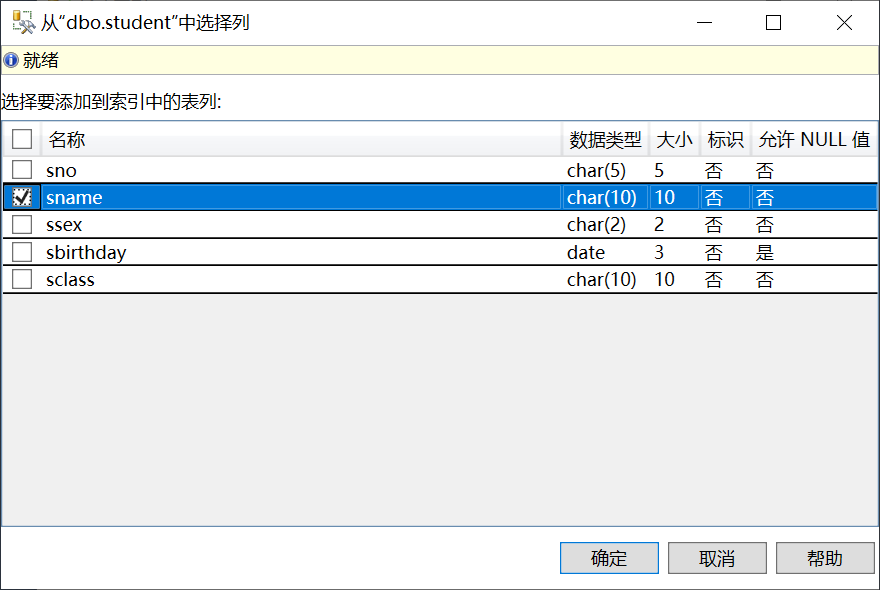 从“dbo.student”中选择列
就绪
选择要添加到索引中的表列:
名称 数据类型 大小 标识 允许 NULL 值
sno char(5) 5 否 否
sname char(10) 10 否 否
ssex char(2) 2 否 否
sbirthday date 3 否 是
sclass char(10) 10 否 否
确定 取消 帮助